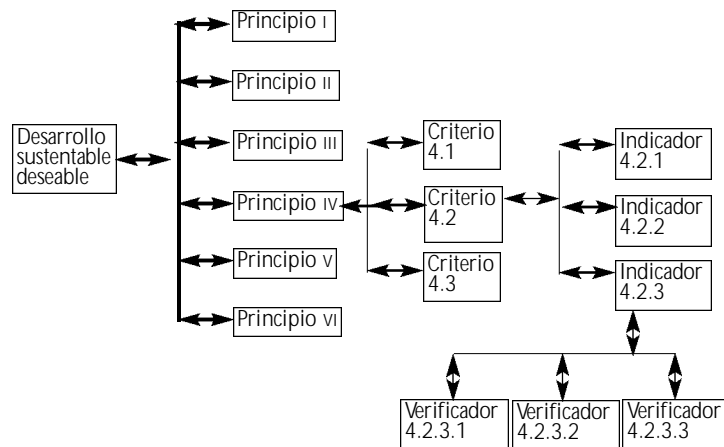 Principio I
Principio II
Desarrollo
sustentable
deseable
Principio III
Principio IV
Principio V
Principio VI
Criterio
4.1
Criterio
4.2
Criterio
4.3
Indicador
4.2.1
Indicador
4.2.2
Indicador
4.2.3
Verificador
4.2.3.1
Verificador
4.2.3.2
Verificador
4.2.3.3